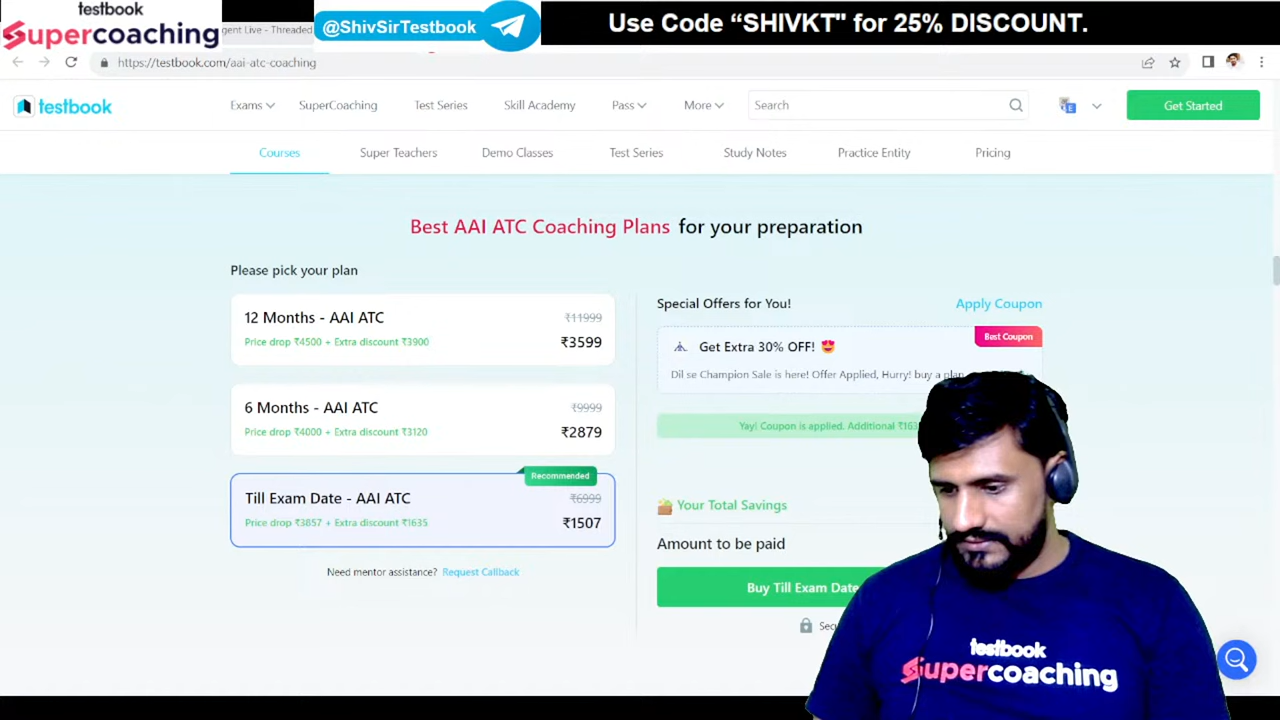 testbook
Supercoaching
gent Live - Threaded
@ShivSirTestbook
Use Code “SHIVKT" for 25% DISCOUNT.
https://testbook.com/aai-atc-coaching
testbook
Exams
SuperCoaching
Test Series
Skill Academy
Pass
More
Search
E
Get Started
Courses
Super Teachers
Demo Classes
Test Series
Study Notes
Practice Entity
Pricing
Best AAI ATC Coaching Plans for your preparation
Please pick your plan
12 Months - AAI ATC
₹11999
Price drop ₹4500 + Extra discount ₹3900
₹3599
6 Months - AAI ATC
₹9999
Price drop ₹4000 + Extra discount ₹3120
₹2879
Recommended
Till Exam Date - AAI ATC
₹6999
Price drop ₹3857 + Extra discount ₹1635
₹1507
Need mentor assistance? Request Callback
Special Offers for You!
Apply Coupon
Best Coupon
Get Extra 30% OFF! 😍
Dil se Champion Sale is here! Offer Applied, Hurry! buy a plan
Yay! Coupon is applied. Additional
Your Total Savings
Amount to be paid
Buy Till Exam Date
testbook
Supercoaching